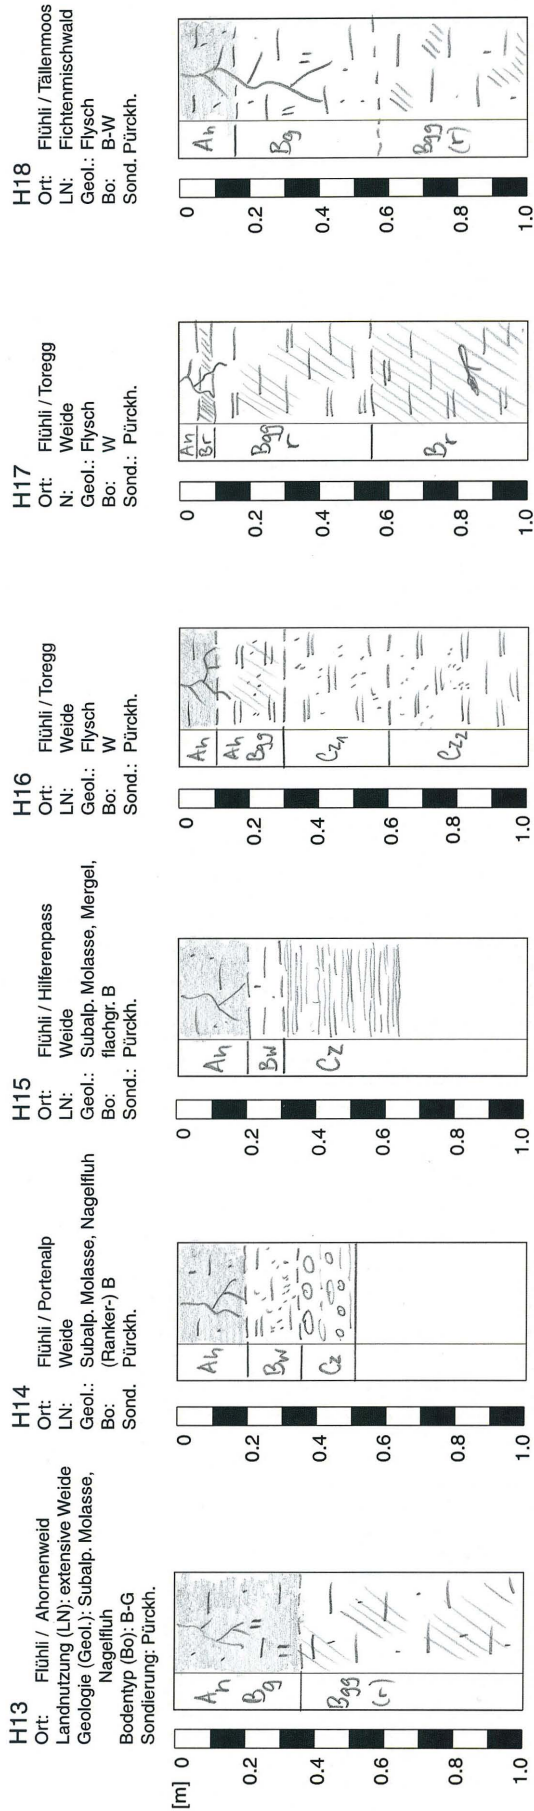 H13
Ort: Flühli / Ahornenweid
Landnutzung (LN): extensive Weide
Geologie (Geol.): Subalp. Molasse,
Nagelfluh
Bodentyp (Bo): B-G
Sondierung: Pürckh.
[m]
0
0.2
0.4
0.6
0.8
1.0
Ah
Bg
Bgg
(r)
H14
Ort: Flühli / Portenalp
LN: Weide
Geol.: Subalp. Molasse, Nagelfluh
Bo: (Ranker-) B
Sond. Pürckh.
0
0.2
0.4
0.6
0.8
1.0
Ah
Bw
Cz
H15
Ort: Flühli / Hilferenpass
LN: Weide
Geol.: Subalp. Molasse, Mergel,
Bo: flachgr. B
Sond.: Pürckh.
0
0.2
0.4
0.6
0.8
1.0
Ah
Bw
Cz
H16
Ort: Flühli / Toregg
LN: Weide
Geol.: Flysch
Bo: W
Sond.: Pürckh.
0
0.2
0.4
0.6
0.8
1.0
Ah
Ah
Bgg
Cz1
Cz2
H17
Ort: Flühli / Toregg
N: Weide
Geol.: Flysch
Bo: W
Sond.: Pürckh.
0
0.2
0.4
0.6
0.8
1.0
Ah
Br
Bgg
r
Br
H18
Ort: Flühli / Tällenmoos
LN: Fichtenmischwald
Geol.: Flysch
Bo: B-W
Sond. Pürckh.
0
0.2
0.4
0.6
0.8
1.0
Ah
Bg
Bgg
(r)